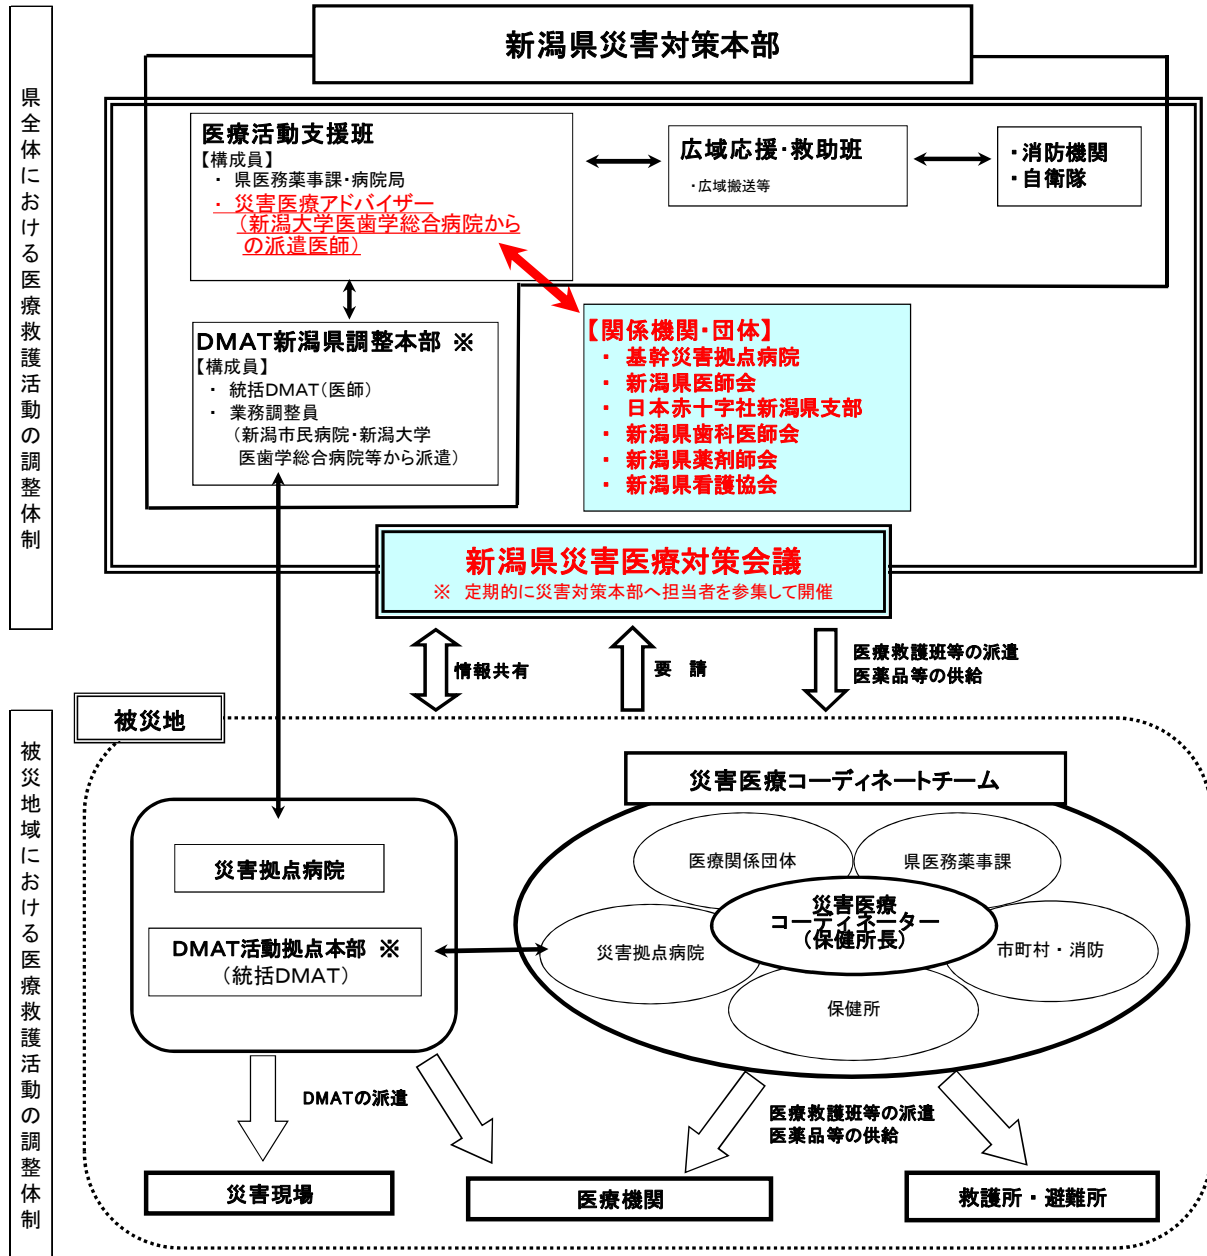 新潟県災害対策本部
県全体における医療救護活動の調整体制
医療活動支援班
【構成員】
・ 県医務薬事課・病院局
・ 災害医療アドバイザー
（新潟大学医歯学総合病院から
の派遣医師）
広域応援・救助班
・広域搬送等
・消防機関
・自衛隊
DMAT新潟県調整本部 ※
【構成員】
・ 統括DMAT（医師）
・ 業務調整員
（新潟市民病院・新潟大学
医歯学総合病院等から派遣）
【関係機関・団体】
・ 基幹災害拠点病院
・ 新潟県医師会
・ 日本赤十字社新潟県支部
・ 新潟県歯科医師会
・ 新潟県薬剤師会
・ 新潟県看護協会
新潟県災害医療対策会議
※ 定期的に災害対策本部へ担当者を参集して開催
情報共有
要 請
医療救護班等の派遣
医薬品等の供給
被災地域における医療救護活動の調整体制
被災地
災害拠点病院
DMAT活動拠点本部 ※
（統括DMAT）
災害医療コーディネートチーム
医療関係団体
県医務薬事課
災害医療
コーディネーター
（保健所長）
災害拠点病院
市町村・消防
保健所
DMATの派遣
医療救護班等の派遣
医薬品等の供給
災害現場
医療機関
救護所・避難所